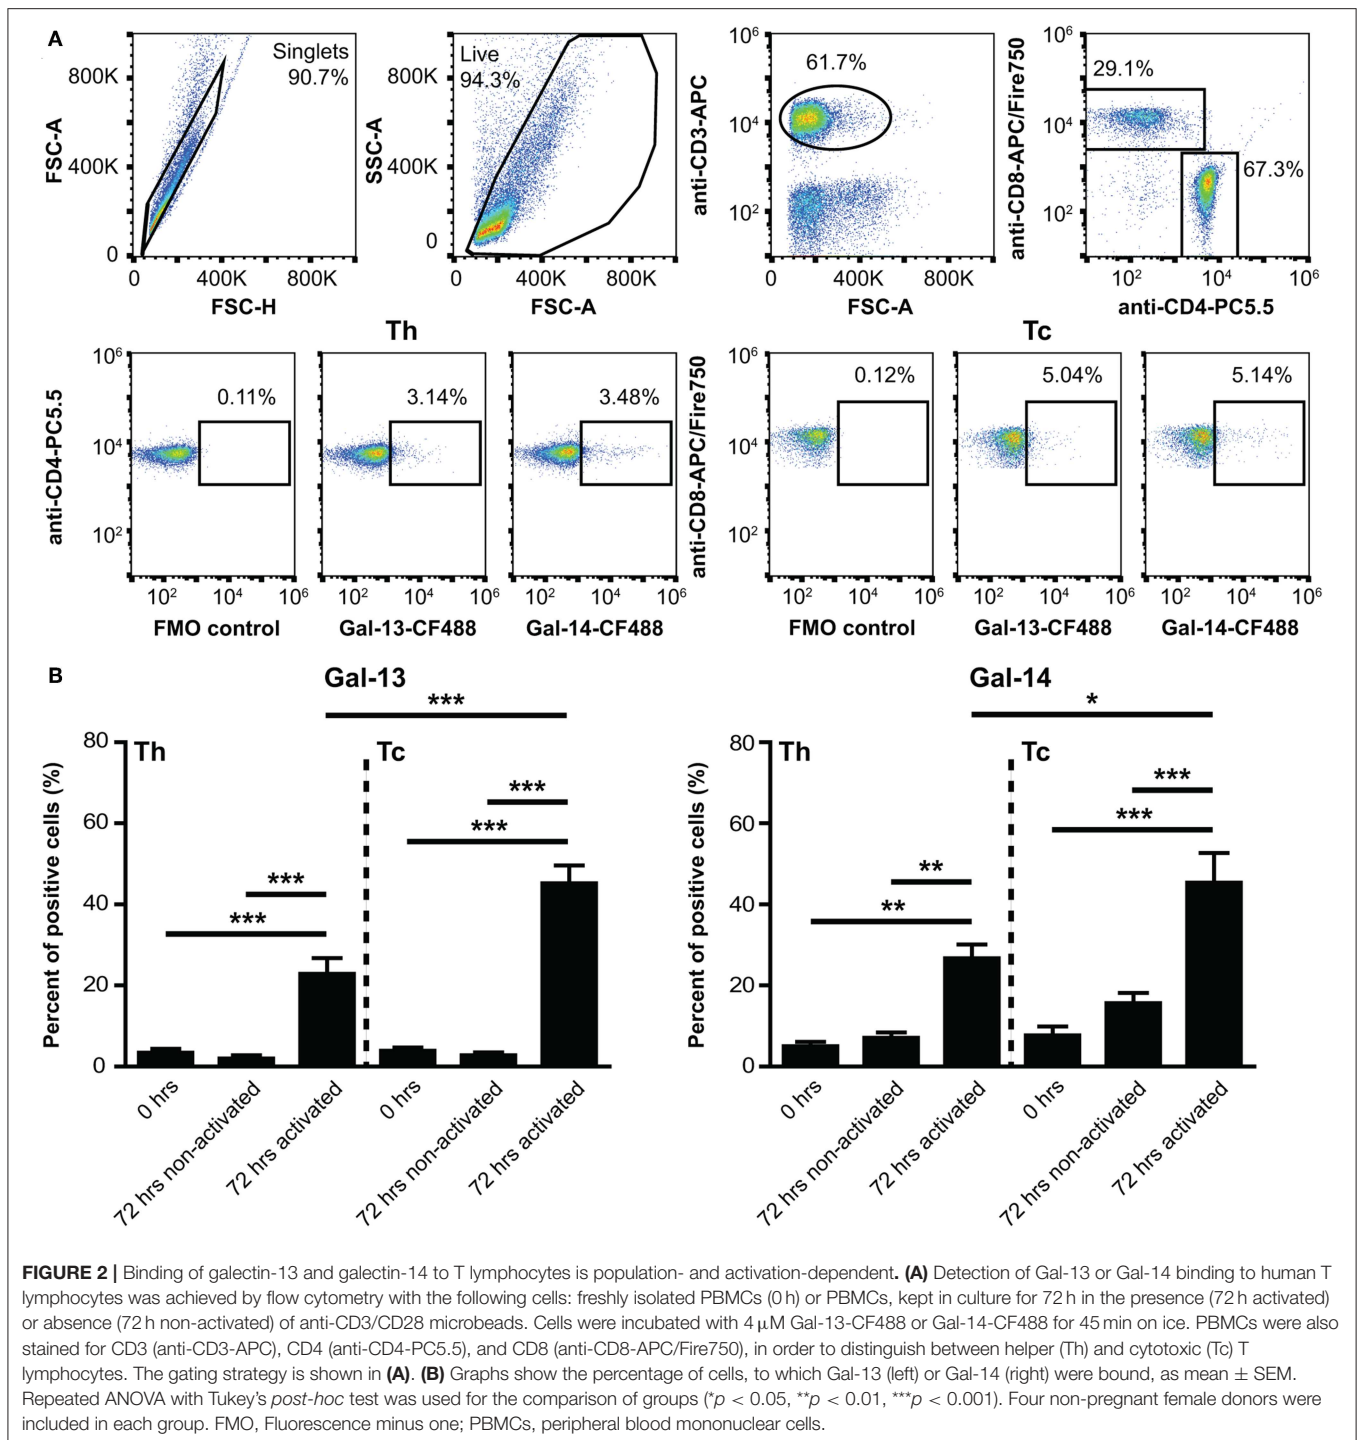 A
Singlets
90.7%
FSC-A
800K
400K
0
0 400K 800K
FSC-H
Live
94.3%
SSC-A
800K
400K
0
0 400K 800K
FSC-A
61.7%
anti-CD3-APC
10⁶
10⁴
10²
0 400K 800K
FSC-A
29.1%
67.3%
anti-CD8-APC/Fire750
10⁶
10⁴
10²
10² 10⁴ 10⁶
anti-CD4-PC5.5
Th
anti-CD4-PC5.5
10⁶
10⁴
10²
0.11%
10² 10⁴ 10⁶
FMO control
3.14%
10² 10⁴ 10⁶
Gal-13-CF488
3.48%
10² 10⁴ 10⁶
Gal-14-CF488
Tc
anti-CD8-APC/Fire750
10⁶
10⁴
10²
0.12%
10² 10⁴ 10⁶
FMO control
5.04%
10² 10⁴ 10⁶
Gal-13-CF488
5.14%
10² 10⁴ 10⁶
Gal-14-CF488
B
Gal-13
***
Th
Tc
***
***
***
***
Percent of positive cells (%)
80
60
40
20
0
0 hrs
72 hrs non-activated
72 hrs activated
0 hrs
72 hrs non-activated
72 hrs activated
Gal-14
*
Th
Tc
***
***
**
**
Percent of positive cells (%)
80
60
40
20
0
0 hrs
72 hrs non-activated
72 hrs activated
0 hrs
72 hrs non-activated
72 hrs activated
FIGURE 2 | Binding of galectin-13 and galectin-14 to T lymphocytes is population- and activation-dependent. (A) Detection of Gal-13 or Gal-14 binding to human T
lymphocytes was achieved by flow cytometry with the following cells: freshly isolated PBMCs (0 h) or PBMCs, kept in culture for 72 h in the presence (72 h activated)
or absence (72 h non-activated) of anti-CD3/CD28 microbeads. Cells were incubated with 4 μM Gal-13-CF488 or Gal-14-CF488 for 45 min on ice. PBMCs were also
stained for CD3 (anti-CD3-APC), CD4 (anti-CD4-PC5.5), and CD8 (anti-CD8-APC/Fire750), in order to distinguish between helper (Th) and cytotoxic (Tc) T
lymphocytes. The gating strategy is shown in (A). (B) Graphs show the percentage of cells, to which Gal-13 (left) or Gal-14 (right) were bound, as mean ± SEM.
Repeated ANOVA with Tukey's post-hoc test was used for the comparison of groups (*p < 0.05, **p < 0.01, ***p < 0.001). Four non-pregnant female donors were
included in each group. FMO, Fluorescence minus one; PBMCs, peripheral blood mononuclear cells.